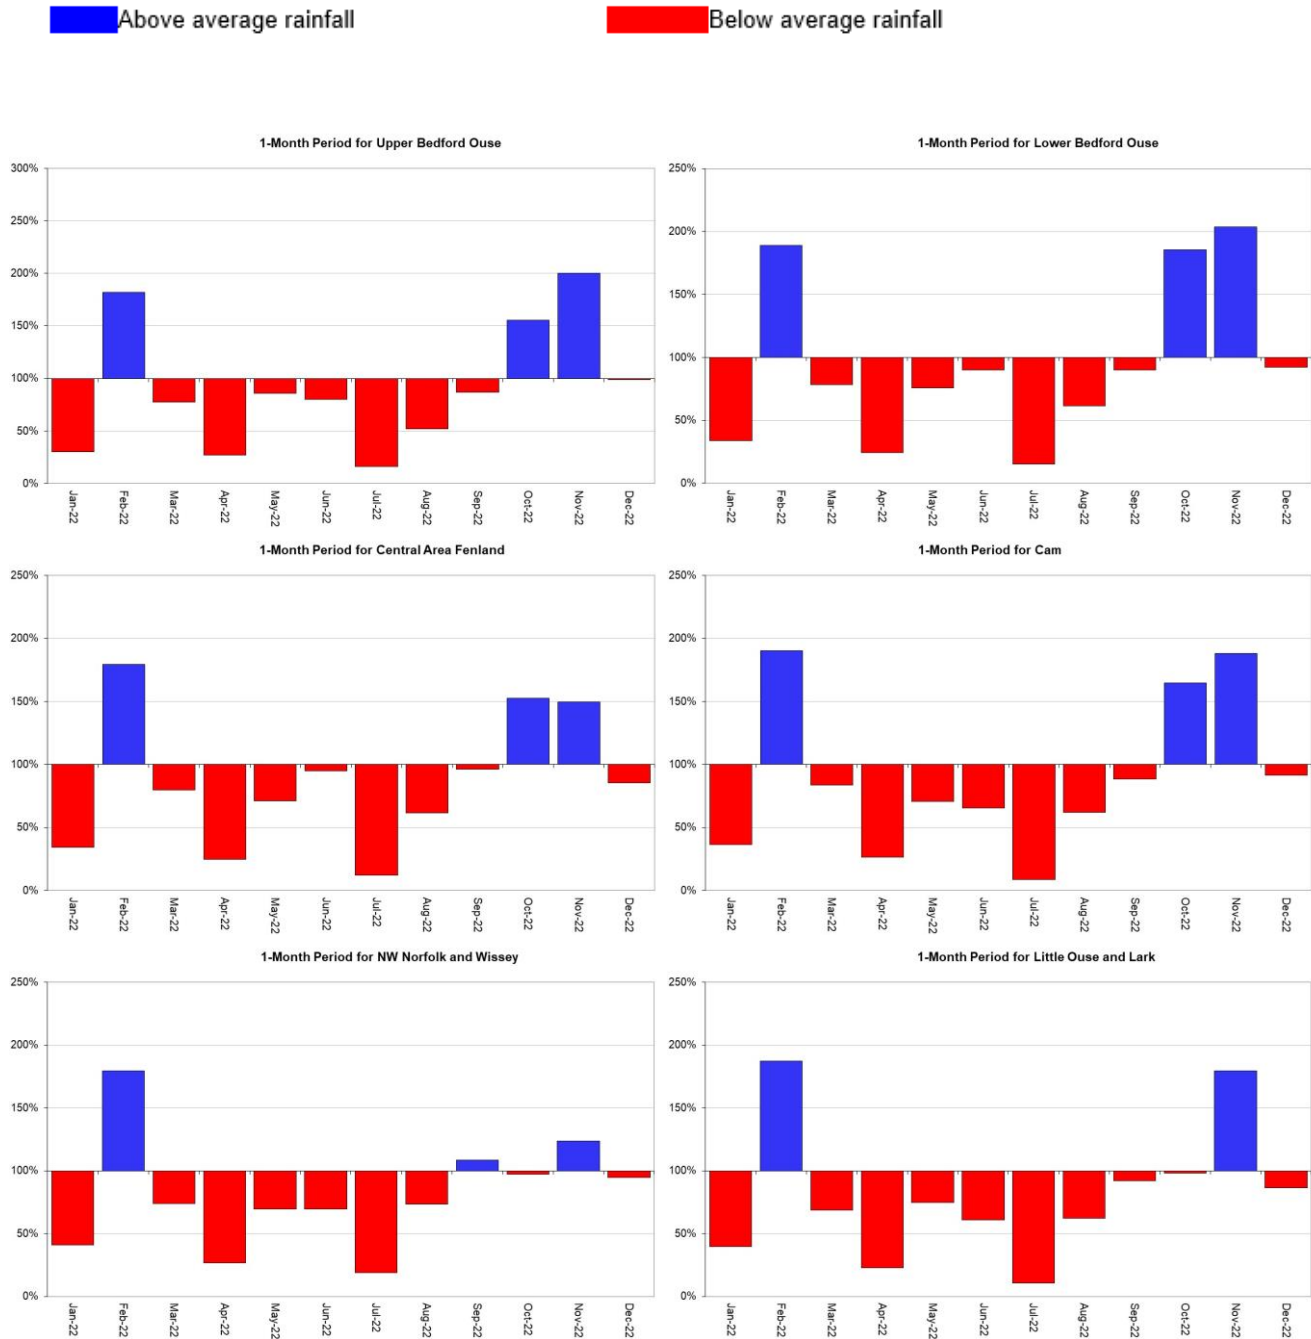 Above average rainfall
Below average rainfall
1-Month Period for Upper Bedford Ouse
300%
250%
200%
150%
100%
50%
0%
Jan-22
Feb-22
Mar-22
Apr-22
May-22
Jun-22
Jul-22
Aug-22
Sep-22
Oct-22
Nov-22
Dec-22
1-Month Period for Lower Bedford Ouse
250%
200%
150%
100%
50%
0%
Jan-22
Feb-22
Mar-22
Apr-22
May-22
Jun-22
Jul-22
Aug-22
Sep-22
Oct-22
Nov-22
Dec-22
1-Month Period for Central Area Fenland
250%
200%
150%
100%
50%
0%
Jan-22
Feb-22
Mar-22
Apr-22
May-22
Jun-22
Jul-22
Aug-22
Sep-22
Oct-22
Nov-22
Dec-22
1-Month Period for Cam
250%
200%
150%
100%
50%
0%
Jan-22
Feb-22
Mar-22
Apr-22
May-22
Jun-22
Jul-22
Aug-22
Sep-22
Oct-22
Nov-22
Dec-22
1-Month Period for NW Norfolk and Wissey
250%
200%
150%
100%
50%
0%
Jan-22
Feb-22
Mar-22
Apr-22
May-22
Jun-22
Jul-22
Aug-22
Sep-22
Oct-22
Nov-22
Dec-22
1-Month Period for Little Ouse and Lark
250%
200%
150%
100%
50%
0%
Jan-22
Feb-22
Mar-22
Apr-22
May-22
Jun-22
Jul-22
Aug-22
Sep-22
Oct-22
Nov-22
Dec-22